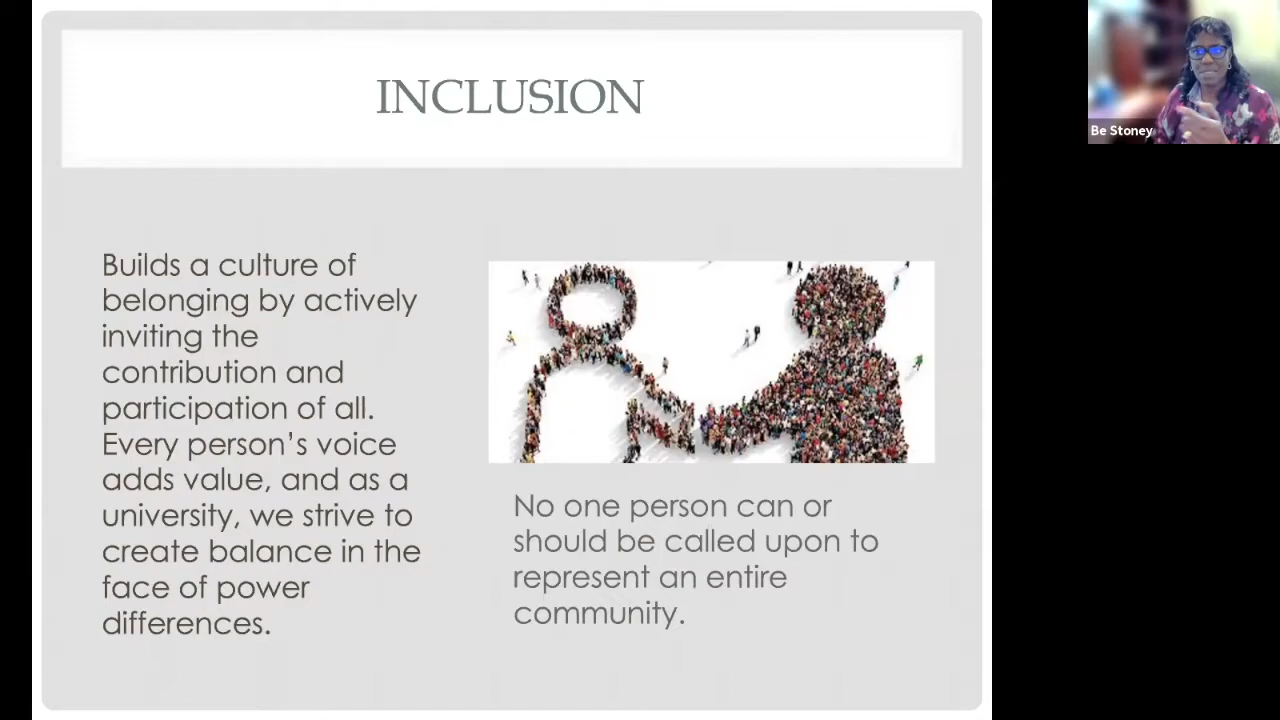 INCLUSION
Builds a culture of
belonging by actively
inviting the
contribution and
participation of all.
Every person’s voice
adds value, and as a
university, we strive to
create balance in the
face of power
differences.
No one person can or
should be called upon to
represent an entire
community.
Be Stoney